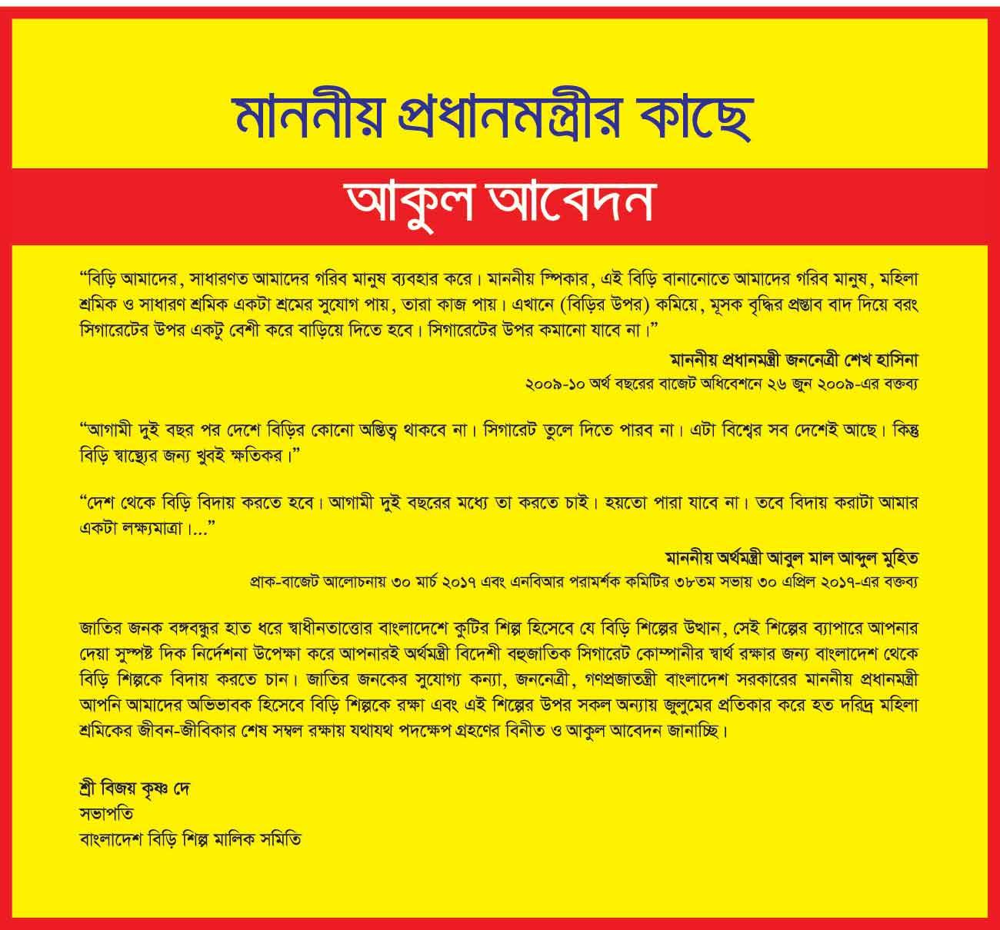 মাননীয় প্রধানমন্ত্রীর কাছে
আকুল আবেদন
“বিড়ি আমাদের, সাধারণত আমাদের গরিব মানুষ ব্যবহার করে। মাননীয় স্পিকার, এই বিড়ি বানানোতে আমাদের গরিব মানুষ, মহিলা
শ্রমিক ও সাধারণ শ্রমিক একটা শ্রমের সুযোগ পায়, তারা কাজ পায়। এখানে (বিড়ির উপর) কমিয়ে, মূসক বৃদ্ধির প্রস্তাব বাদ দিয়ে বরং
সিগারেটের উপর একটু বেশী করে বাড়িয়ে দিতে হবে। সিগারেটের উপর কমানো যাবে না।”
মাননীয় প্রধানমন্ত্রী জননেত্রী শেখ হাসিনা
২০০৯-১০ অর্থ বছরের বাজেট অধিবেশনে ২৬ জুন ২০০৯-এর বক্তব্য
“আগামী দুই বছর পর দেশে বিড়ির কোনো অস্তিত্ব থাকবে না। সিগারেট তুলে দিতে পারব না। এটা বিশ্বের সব দেশেই আছে। কিন্তু
বিড়ি স্বাস্থ্যের জন্য খুবই ক্ষতিকর।”
“দেশ থেকে বিড়ি বিদায় করতে হবে। আগামী দুই বছরের মধ্যে তা করতে চাই। হয়তো পারা যাবে না। তবে বিদায় করাটা আমার
একটা লক্ষ্যমাত্রা।...”
মাননীয় অর্থমন্ত্রী আবুল মাল আব্দুল মুহিত
প্রাক-বাজেট আলোচনায় ৩০ মার্চ ২০১৭ এবং এনবিআর পরামর্শক কমিটির ৩৮তম সভায় ৩০ এপ্রিল ২০১৭-এর বক্তব্য
জাতির জনক বঙ্গবন্ধুর হাত ধরে স্বাধীনতাত্তোর বাংলাদেশে কুটির শিল্প হিসেবে যে বিড়ি শিল্পের উত্থান, সেই শিল্পের ব্যাপারে আপনার
দেয়া সুস্পষ্ট দিক নির্দেশনা উপেক্ষা করে আপনারই অর্থমন্ত্রী বিদেশী বহুজাতিক সিগারেট কোম্পানীর স্বার্থ রক্ষার জন্য বাংলাদেশ থেকে
বিড়ি শিল্পকে বিদায় করতে চান। জাতির জনকের সুযোগ্য কন্যা, জননেত্রী, গণপ্রজাতন্ত্রী বাংলাদেশ সরকারের মাননীয় প্রধানমন্ত্রী
আপনি আমাদের অভিভাবক হিসেবে বিড়ি শিল্পকে রক্ষা এবং এই শিল্পের উপর সকল অন্যায় জুলুমের প্রতিকার করে হত দরিদ্র মহিলা
শ্রমিকের জীবন-জীবিকার শেষ সম্বল রক্ষায় যথাযথ পদক্ষেপ গ্রহণের বিনীত ও আকুল আবেদন জানাচ্ছি।
শ্রী বিজয় কৃষ্ণ দে
সভাপতি
বাংলাদেশ বিড়ি শিল্প মালিক সমিতি